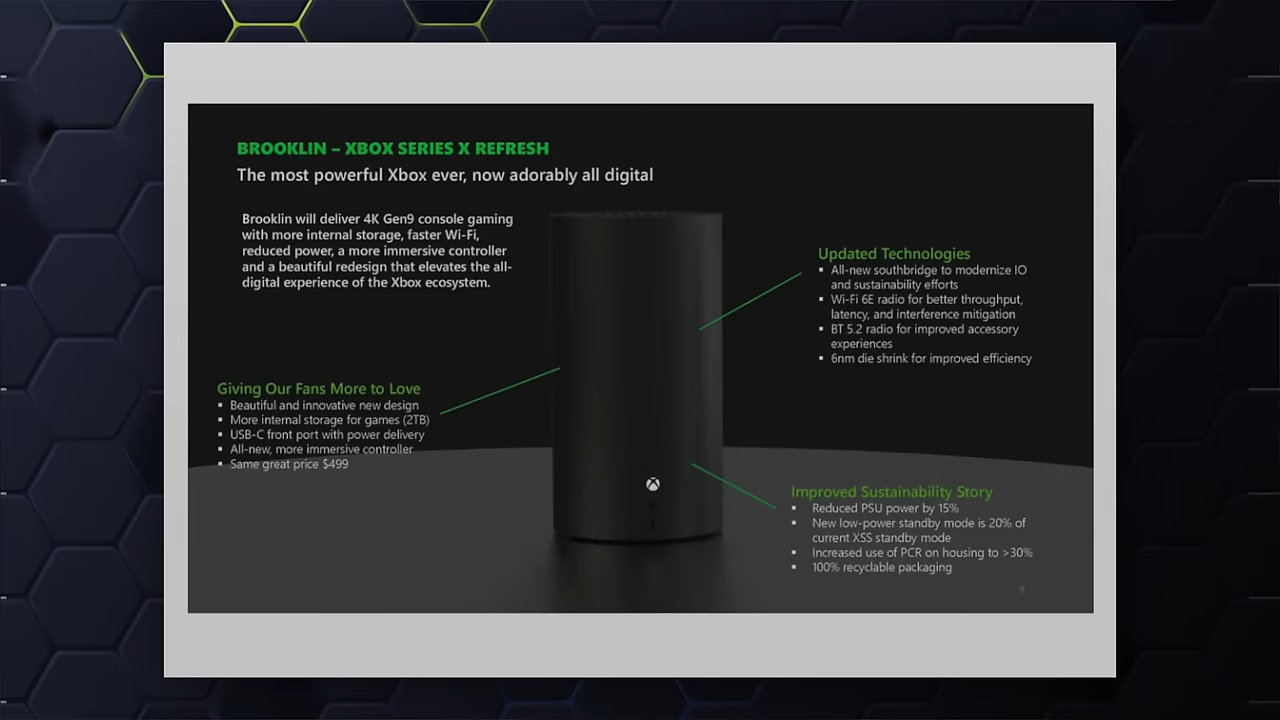 BROOKLIN – XBOX SERIES X REFRESH
The most powerful Xbox ever, now adorably all digital
Brooklin will deliver 4K Gen9 console gaming
with more internal storage, faster Wi-Fi,
reduced power, a more immersive controller
and a beautiful redesign that elevates the all-
digital experience of the Xbox ecosystem.
Giving Our Fans More to Love
▪ Beautiful and innovative new design
▪ More internal storage for games (2TB)
▪ USB-C front port with power delivery
▪ All-new, more immersive controller
▪ Same great price $499
Updated Technologies
▪ All-new southbridge to modernize IO
and sustainability efforts
▪ Wi-Fi 6E radio for better throughput,
latency, and interference mitigation
▪ BT 5.2 radio for improved accessory
experiences
▪ 6nm die shrink for improved efficiency
Improved Sustainability Story
▪ Reduced PSU power by 15%
▪ New low-power standby mode is 20% of
current XSS standby mode
▪ Increased use of PCR on housing to >30%
▪ 100% recyclable packaging